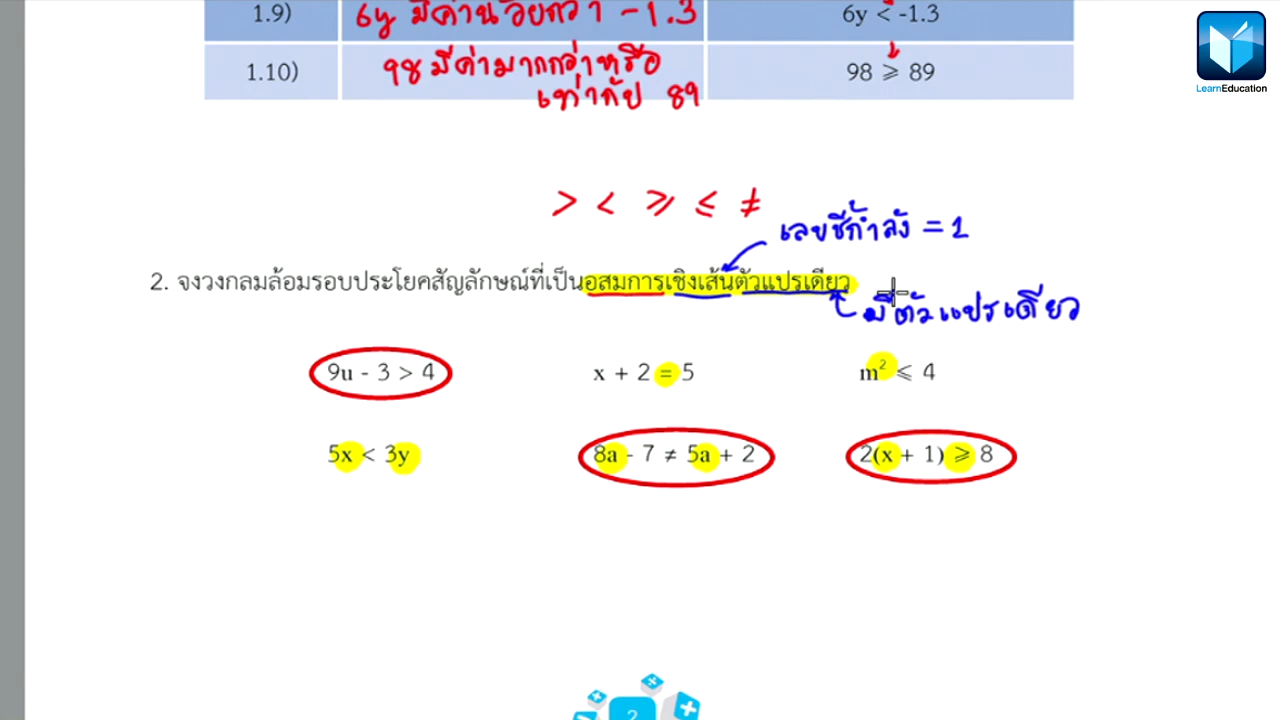 1.9) 6y มีค่าน้อยกว่า -1.3 6y < -1.3
1.10) 98 มีค่ามากกว่าหรือ 98 ⩾ 89
เท่ากับ 89
LearnEducation
> < ⩾ ≤ ≠
เลขชี้กำลัง = 1
2. จงวงกลมล้อมรอบประโยคสัญลักษณ์ที่เป็นอสมการเชิงเส้นตัวแปรเดียว
มีตัวแปรเดียว
9u - 3 > 4 x + 2 = 5 m² ⩽ 4
5x < 3y 8a - 7 ≠ 5a + 2 2(x + 1) ⩾ 8
2